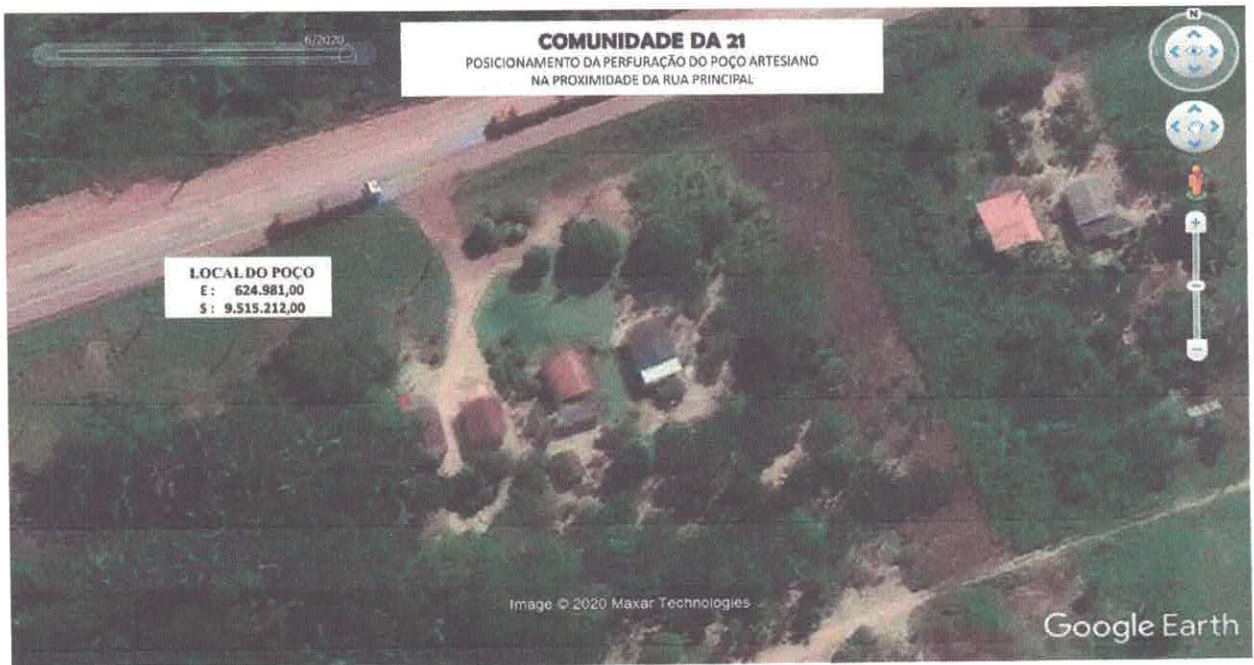 6/2020
COMUNIDADE DA 21
POSICIONAMENTO DA PERFURAÇÃO DO POÇO ARTESIANO
NA PROXIMIDADE DA RUA PRINCIPAL
N
LOCAL DO POÇO
E : 624.981,00
S : 9.515.212,00
Image © 2020 Maxar Technologies
Google Earth